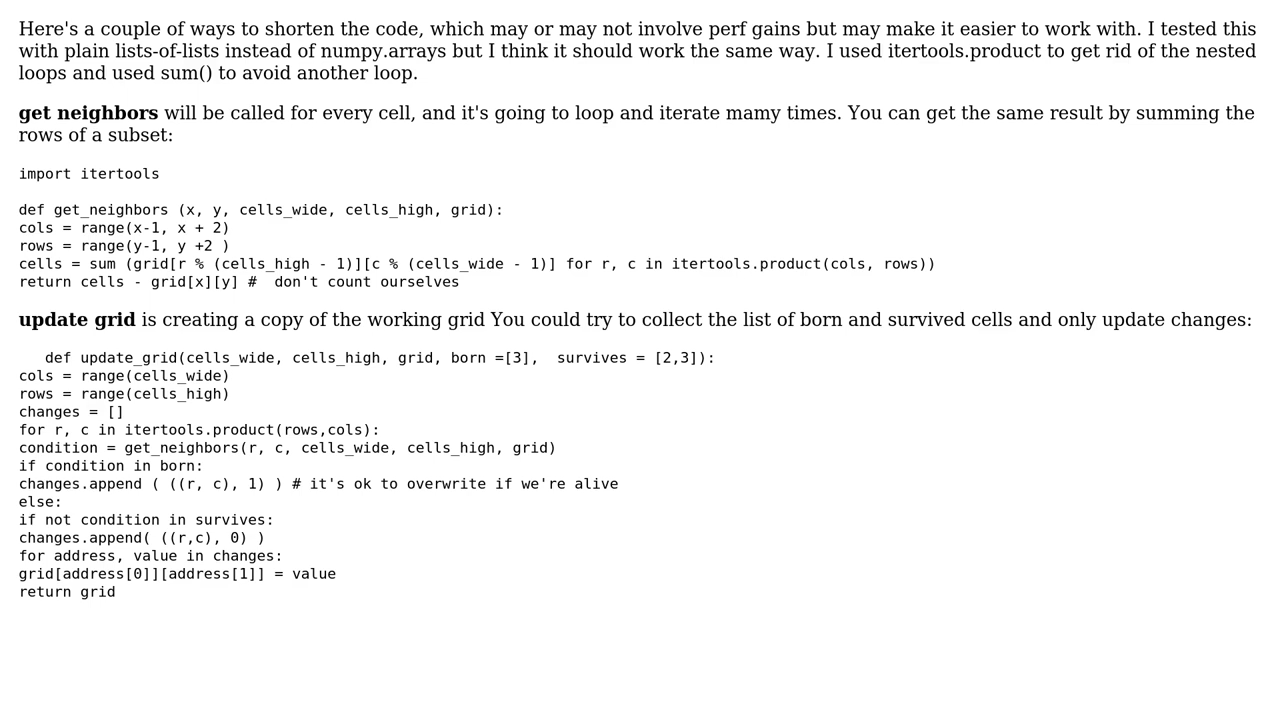 Here's a couple of ways to shorten the code, which may or may not involve perf gains but may make it easier to work with. I tested this
with plain lists-of-lists instead of numpy.arrays but I think it should work the same way. I used itertools.product to get rid of the nested
loops and used sum() to avoid another loop.
get neighbors will be called for every cell, and it's going to loop and iterate mamy times. You can get the same result by summing the
rows of a subset:
import itertools
def get_neighbors (x, y, cells_wide, cells_high, grid):
cols = range(x-1, x + 2)
rows = range(y-1, y +2 )
cells = sum (grid[r % (cells_high - 1)][c % (cells_wide - 1)] for r, c in itertools.product(cols, rows))
return cells - grid[x][y] #  don't count ourselves
update grid is creating a copy of the working grid You could try to collect the list of born and survived cells and only update changes:
   def update_grid(cells_wide, cells_high, grid, born =[3],  survives = [2,3]):
cols = range(cells_wide)
rows = range(cells_high)
changes = []
for r, c in itertools.product(rows,cols):
condition = get_neighbors(r, c, cells_wide, cells_high, grid)
if condition in born:
changes.append ( ((r, c), 1) ) # it's ok to overwrite if we're alive
else:
if not condition in survives:
changes.append( ((r,c), 0) )
for address, value in changes:
grid[address[0]][address[1]] = value
return grid